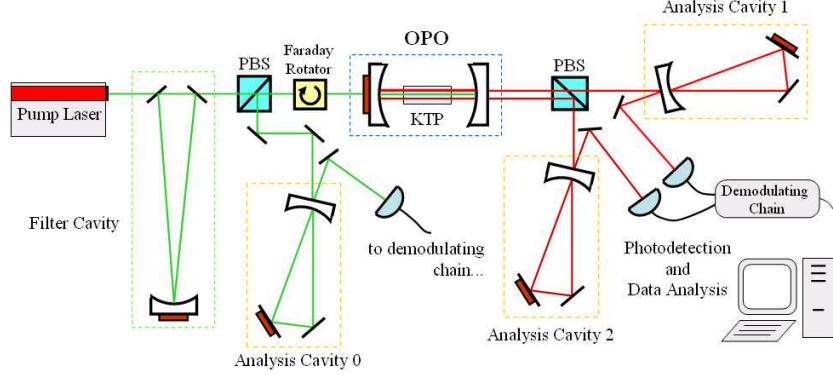 Analysis Cavity 1
OPO
Faraday
Rotator
PBS
PBS
Pump Laser
KTP
Filter Cavity
Demodulating
Chain
to demodulating
chain...
Photodetection
and
Data Analysis
Analysis Cavity 2
Analysis Cavity 0